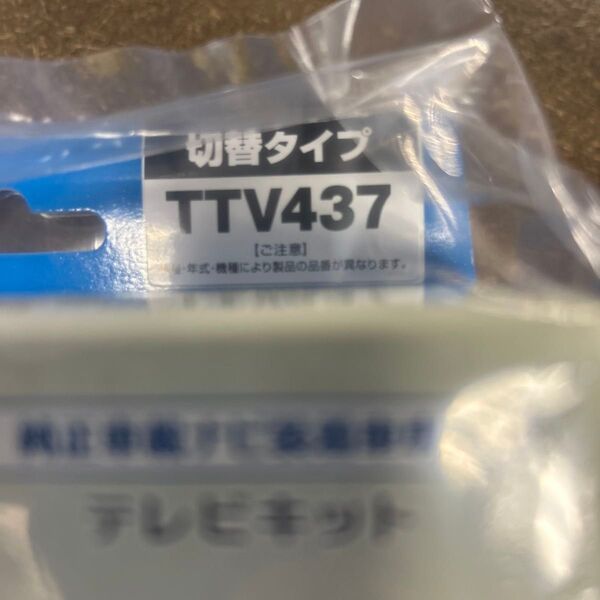 切替タイプ
TTV437
【ご注意】
年式・機種により製品の品番が異なります。
テレビキット